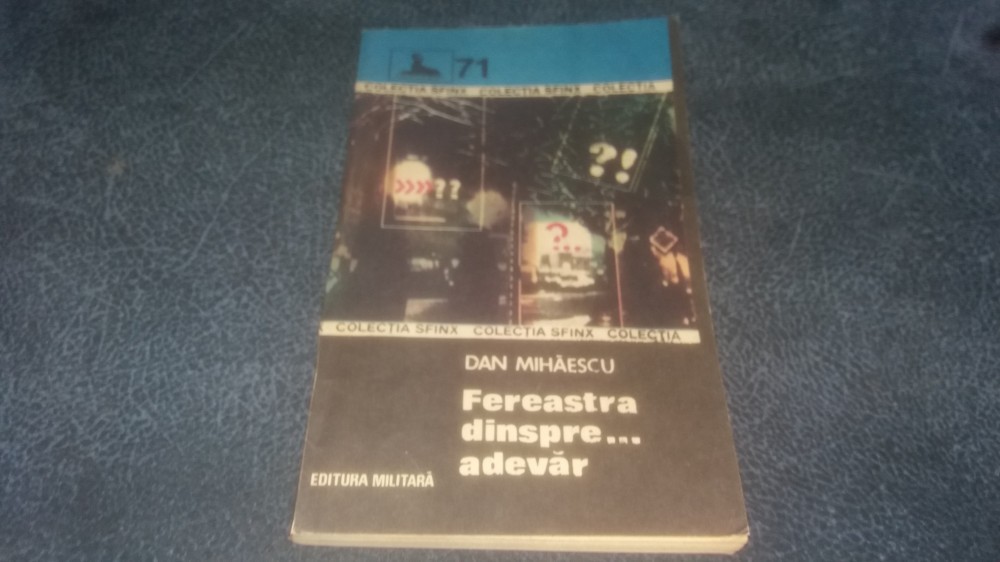 71
COLECȚIA SFINX COLECȚIA SFINX COLECȚIA
?!
»»??
?...
COLECȚIA SFINX COLECȚIA SFINX COLECȚIA
DAN MIHĂESCU
Fereastra
dinspre...
adevăr
EDITURA MILITARĂ